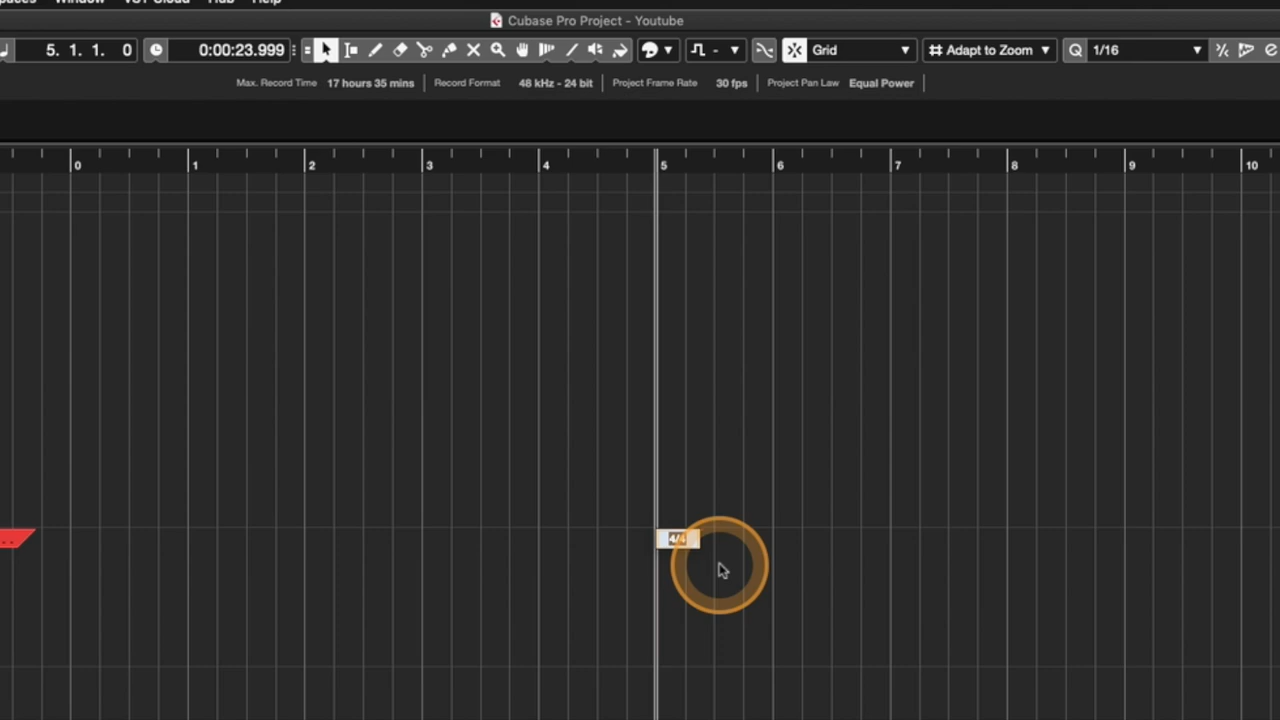 Window VST Cloud Hub Help
Cubase Pro Project - Youtube
5. 1. 1. 0 0:00:23.999 - Grid Adapt to Zoom Q 1/16
Max. Record Time 17 hours 35 mins Record Format 48 kHz - 24 bit Project Frame Rate 30 fps Project Pan Law Equal Power
0 1 2 3 4 5 6 7 8 9 10
4/4